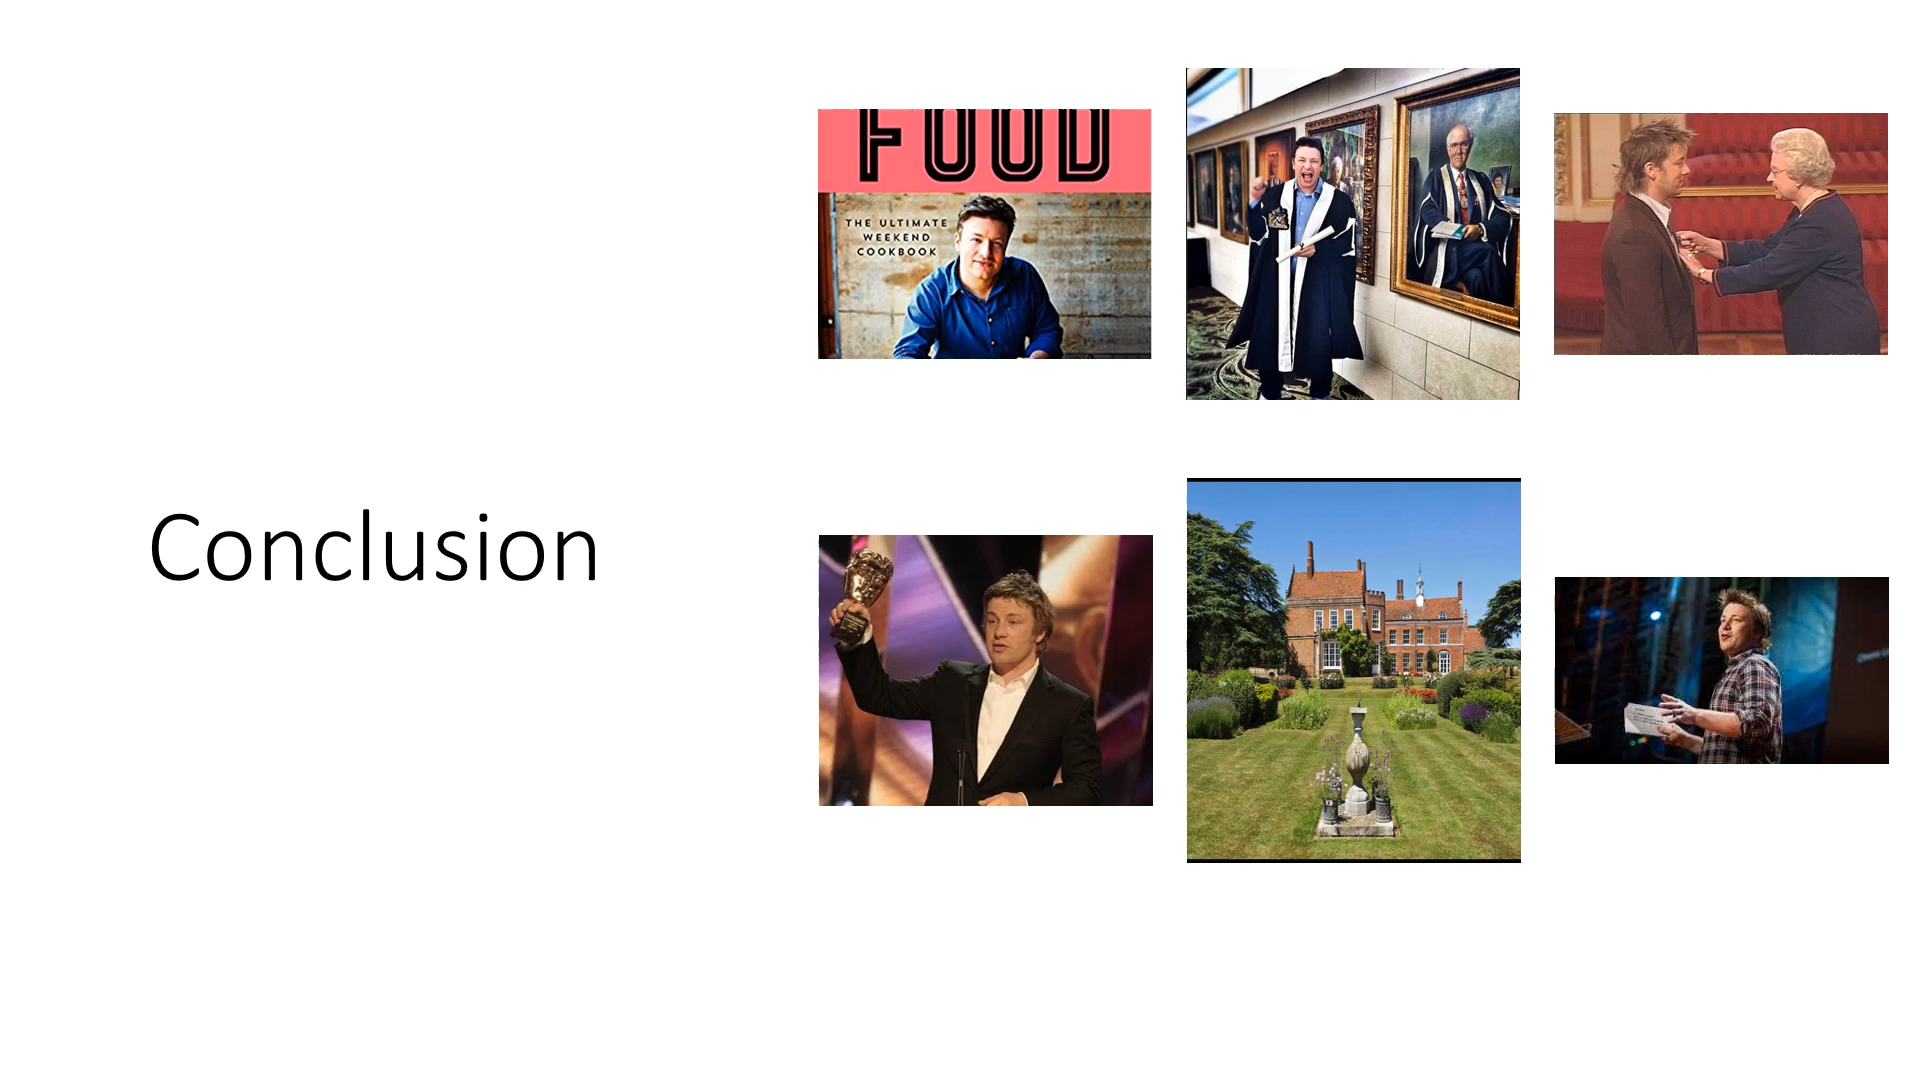 Conclusion
FOOD
THE ULTIMATE
WEEKEND
COOKBOOK